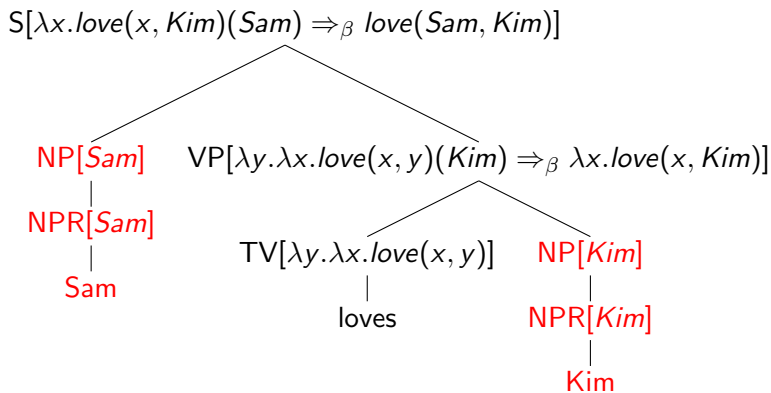 S[λx.love(x, Kim)(Sam) ⇒β love(Sam, Kim)]
NP[Sam] VP[λy.λx.love(x, y)(Kim) ⇒β λx.love(x, Kim)]
NPR[Sam] TV[λy.λx.love(x, y)] NP[Kim]
Sam loves NPR[Kim]
Kim